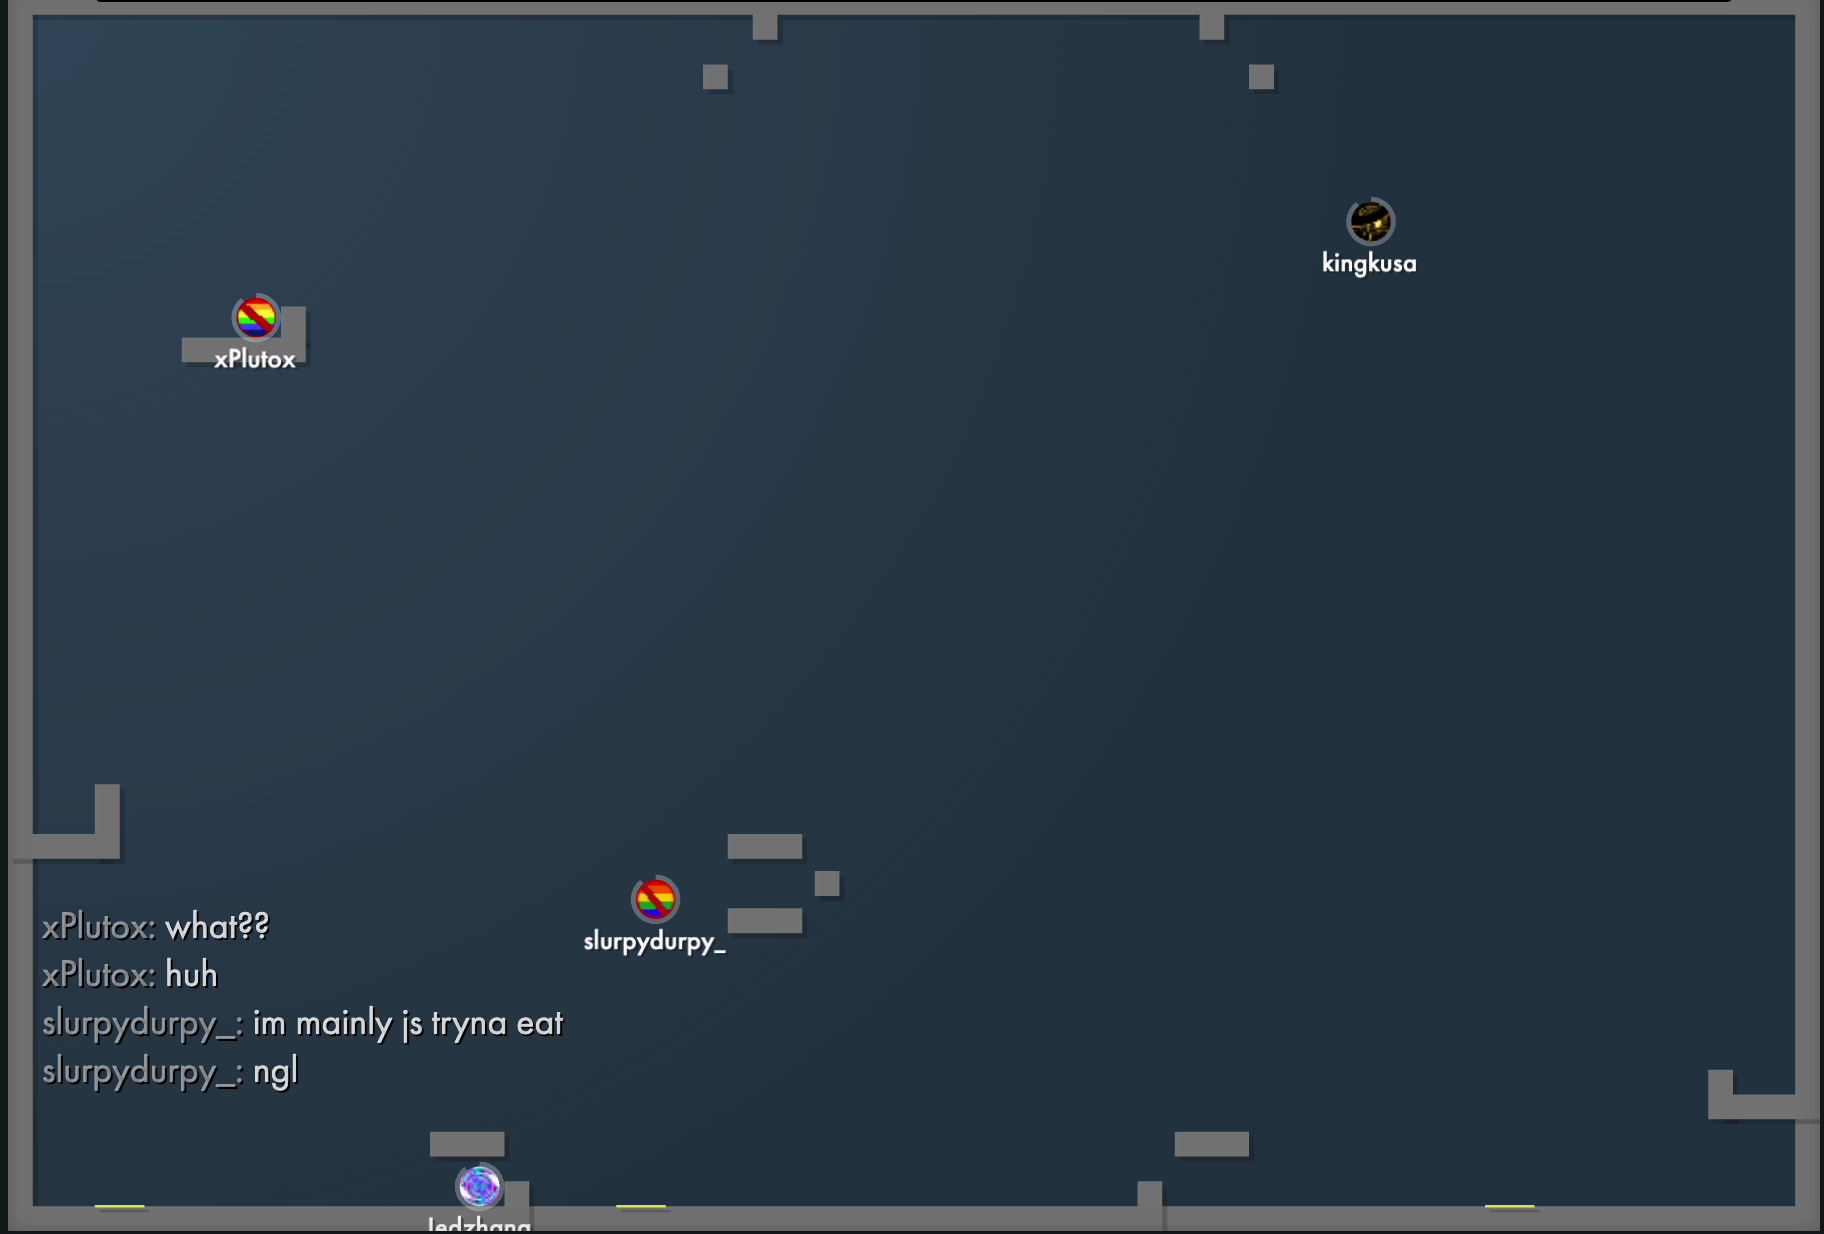 kingkusa
xPlutox
slurpydurpy_
xPlutox: what??
xPlutox: huh
slurpydurpy_: im mainly js tryna eat
slurpydurpy_: ngl